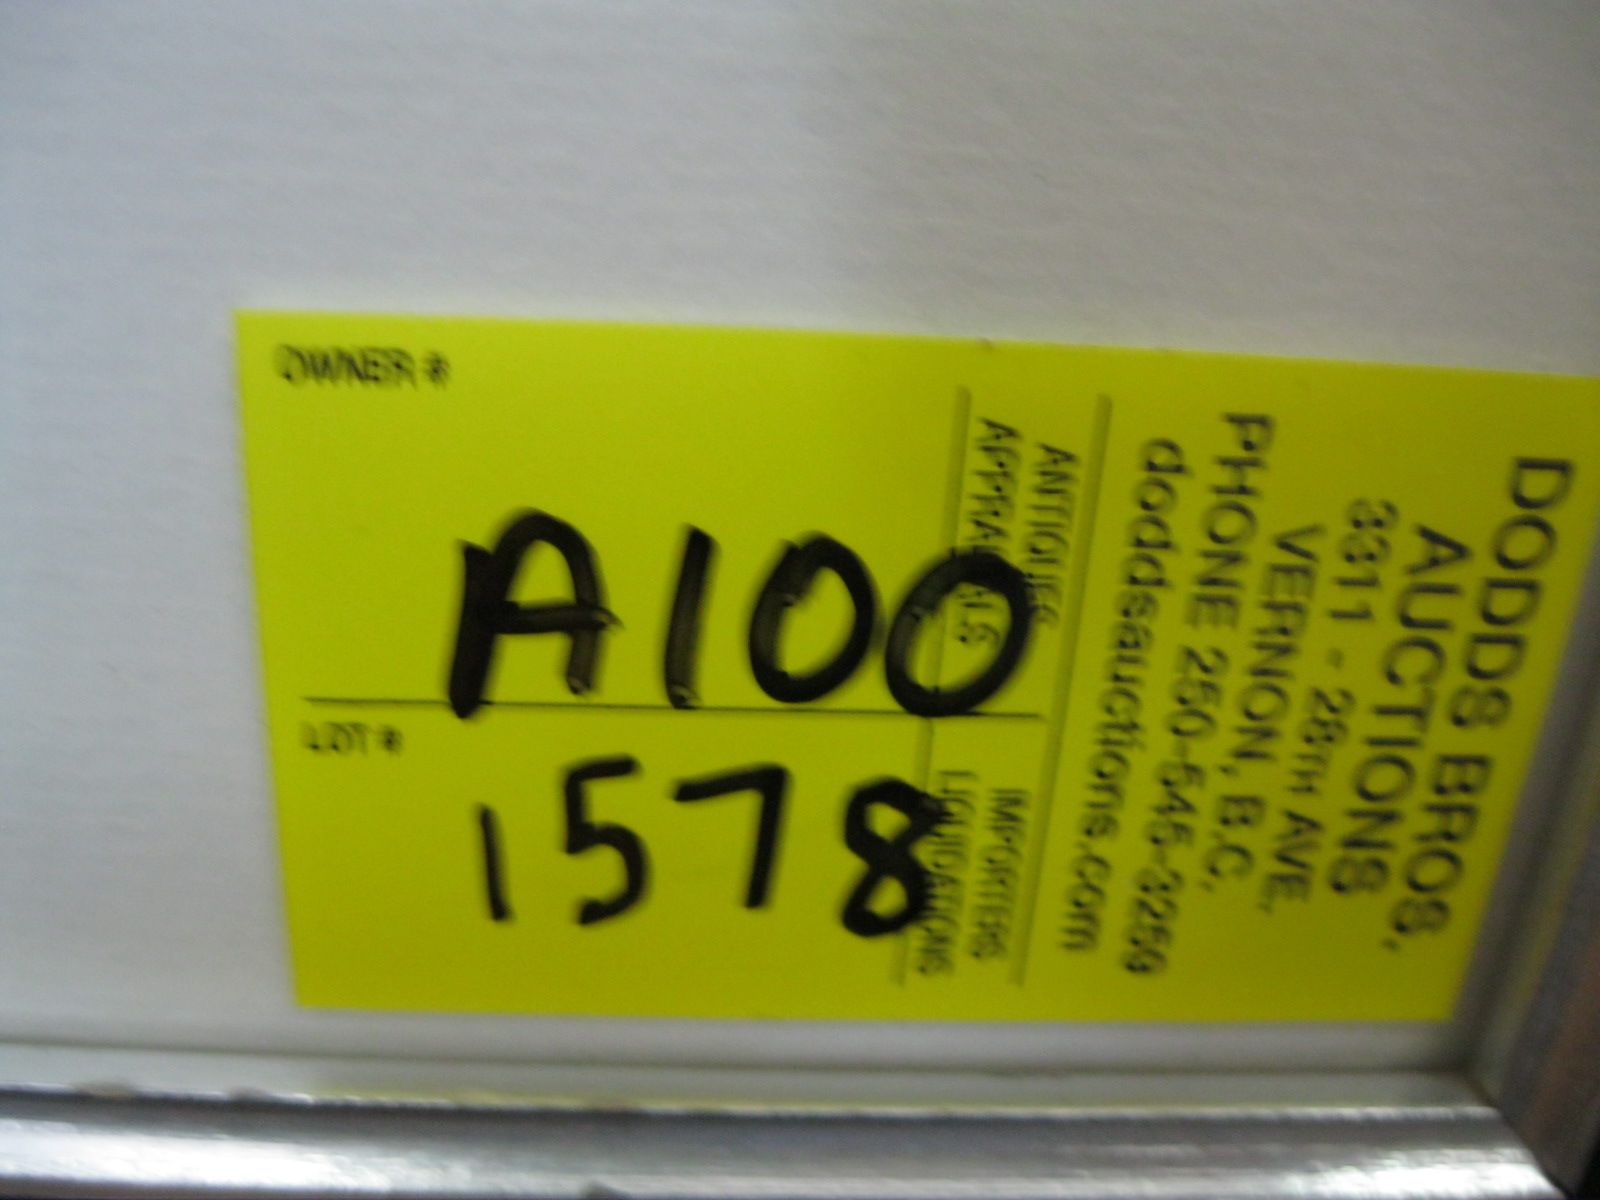 OWNER #
A100
LOT #
1578
DODDS BROS.
AUCTIONS
3311 - 28TH AVE.
VERNON, B.C.
PHONE 250-545-3259
doddsauctions.com
ANTIQUES IMPORTERS
APPRAISALS LIQUIDATIONS